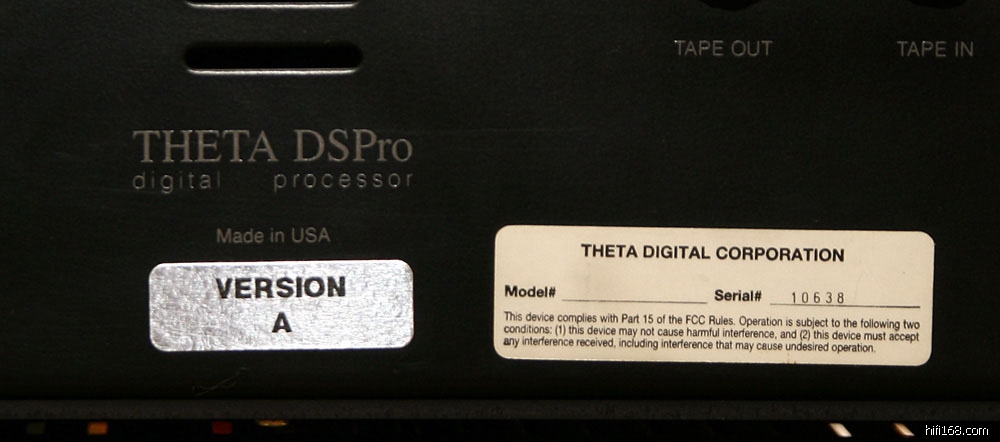 TAPE OUT TAPE IN
THETA DSPro
digital processor
Made in USA
VERSION
A
THETA DIGITAL CORPORATION
Model# Serial# 10638
This device complies with Part 15 of the FCC Rules. Operation is subject to the following two
conditions: (1) this device may not cause harmful interference, and (2) this device must accept
any interference received, including interference that may cause undesired operation.
hifi168.com